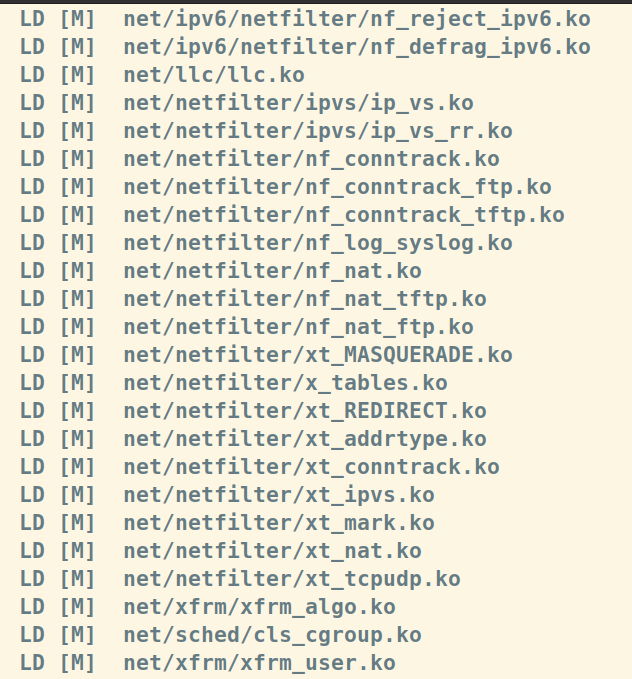 LD [M]  net/ipv6/netfilter/nf_reject_ipv6.ko
LD [M]  net/ipv6/netfilter/nf_defrag_ipv6.ko
LD [M]  net/llc/llc.ko
LD [M]  net/netfilter/ipvs/ip_vs.ko
LD [M]  net/netfilter/ipvs/ip_vs_rr.ko
LD [M]  net/netfilter/nf_conntrack.ko
LD [M]  net/netfilter/nf_conntrack_ftp.ko
LD [M]  net/netfilter/nf_conntrack_tftp.ko
LD [M]  net/netfilter/nf_log_syslog.ko
LD [M]  net/netfilter/nf_nat.ko
LD [M]  net/netfilter/nf_nat_tftp.ko
LD [M]  net/netfilter/nf_nat_ftp.ko
LD [M]  net/netfilter/xt_MASQUERADE.ko
LD [M]  net/netfilter/x_tables.ko
LD [M]  net/netfilter/xt_REDIRECT.ko
LD [M]  net/netfilter/xt_addrtype.ko
LD [M]  net/netfilter/xt_conntrack.ko
LD [M]  net/netfilter/xt_ipvs.ko
LD [M]  net/netfilter/xt_mark.ko
LD [M]  net/netfilter/xt_nat.ko
LD [M]  net/netfilter/xt_tcpudp.ko
LD [M]  net/xfrm/xfrm_algo.ko
LD [M]  net/sched/cls_cgroup.ko
LD [M]  net/xfrm/xfrm_user.ko